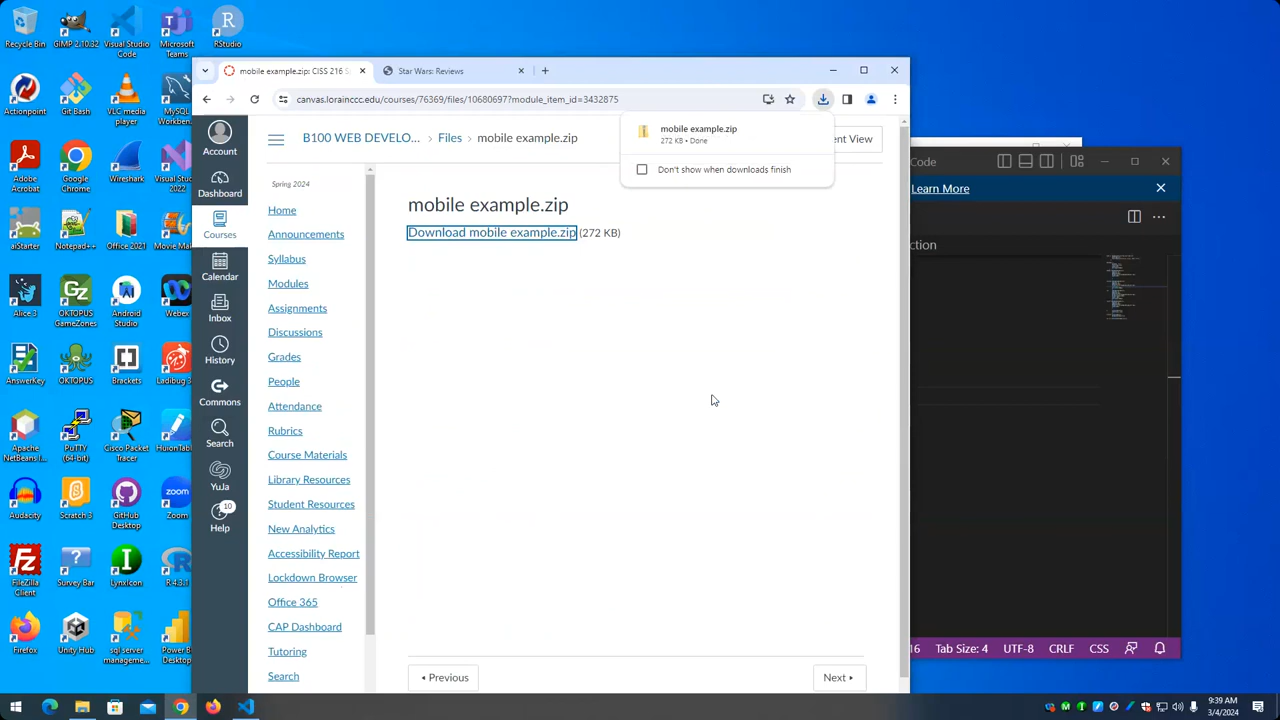 Recycle Bin
GIMP 2.10.32
Visual Studio
Code
Microsoft
Teams
RStudio
mobile example.zip: CISS 216 S
Star Wars: Reviews
canvas.lorainccc.edu/courses/76369/files/10680697?module_item_id=3432875
Actionpoint
Git Bash
VLC media
player
MySQL
Workben...
Account
B100 WEB DEVELO...
Files
mobile example.zip
ent View
mobile example.zip
272 KB • Done
Don't show when downloads finish
Code
Learn More
ction
Adobe
Acrobat
Google
Chrome
Wireshark
Visual Studio
2022
Dashboard
Courses
Calendar
Inbox
History
Commons
Search
YuJa
10
Help
Spring 2024
Home
Announcements
Syllabus
Modules
Assignments
Discussions
Grades
People
Attendance
Rubrics
Course Materials
Library Resources
Student Resources
New Analytics
Accessibility Report
Lockdown Browser
Office 365
CAP Dashboard
Tutoring
Search
mobile example.zip
Download mobile example.zip (272 KB)
aiStarter
Notepad++
Office 2021
Movie Mak
Alice 3
OKTOPUS
GameZones
Android
Studio
Webex
AnswerKey
OKTOPUS
Brackets
Ladibug 3
Apache
NetBeans I...
PuTTY
(64-bit)
Cisco Packet
Tracer
HuionTabl
Audacity
Scratch 3
GitHub
Desktop
Zoom
FileZilla
Client
Survey Bar
Lynxicon
R 4.3.1
Firefox
Unity Hub
sql server
manageme...
Power B
Desktop
Previous
Next
16
Tab Size: 4
UTF-8
CRLF
CSS
9:39 AM
3/4/2024